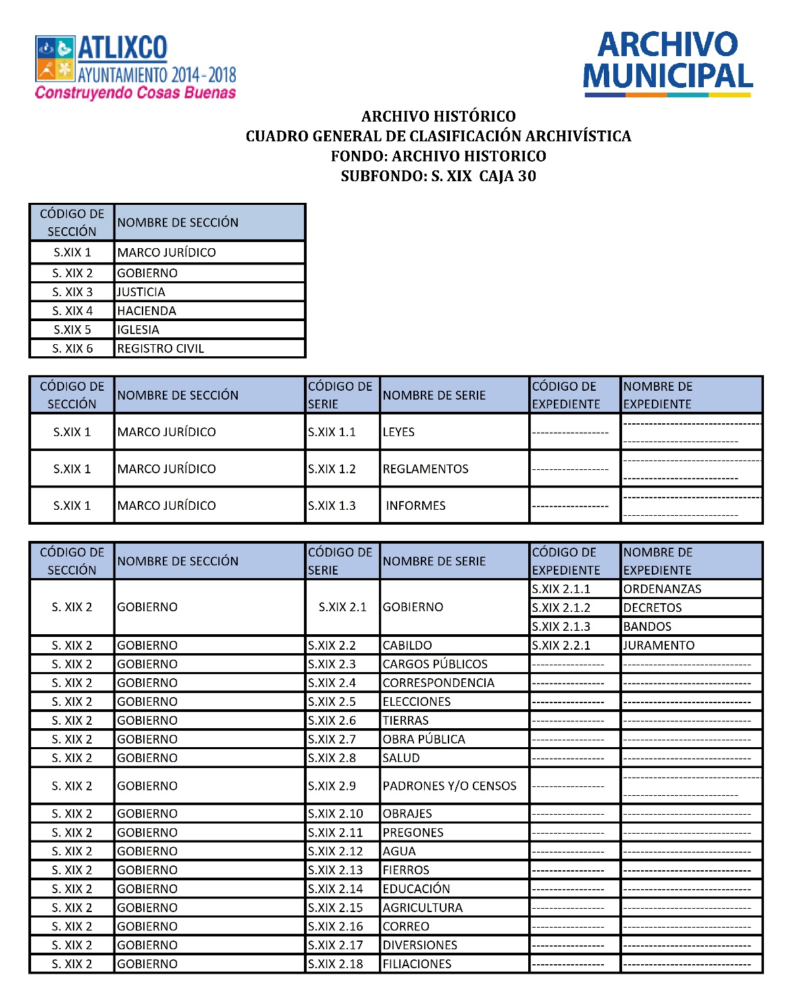 ATLIXCO
AYUNTAMIENTO 2014-2018
Construyendo Cosas Buenas
ARCHIVO
MUNICIPAL
ARCHIVO HISTÓRICO
CUADRO GENERAL DE CLASIFICACIÓN ARCHIVÍSTICA
FONDO: ARCHIVO HISTORICO
SUBFONDO: S. XIX CAJA 30
CÓDIGO DE SECCIÓN NOMBRE DE SECCIÓN
S.XIX 1 MARCO JURÍDICO
S. XIX 2 GOBIERNO
S. XIX 3 JUSTICIA
S. XIX 4 HACIENDA
S.XIX 5 IGLESIA
S. XIX 6 REGISTRO CIVIL
CÓDIGO DE SECCIÓN NOMBRE DE SECCIÓN CÓDIGO DE SERIE NOMBRE DE SERIE CÓDIGO DE EXPEDIENTE NOMBRE DE EXPEDIENTE
S.XIX 1 MARCO JURÍDICO S.XIX 1.1 LEYES ------------------ ------------------------------------------------------------
S.XIX 1 MARCO JURÍDICO S.XIX 1.2 REGLAMENTOS ------------------ ------------------------------------------------------------
S.XIX 1 MARCO JURÍDICO S.XIX 1.3 INFORMES ------------------ ------------------------------------------------------------
CÓDIGO DE SECCIÓN NOMBRE DE SECCIÓN CÓDIGO DE SERIE NOMBRE DE SERIE CÓDIGO DE EXPEDIENTE NOMBRE DE EXPEDIENTE
S. XIX 2 GOBIERNO S.XIX 2.1 GOBIERNO S.XIX 2.1.1 ORDENANZAS
S.XIX 2.1.2 DECRETOS
S.XIX 2.1.3 BANDOS
S. XIX 2 GOBIERNO S.XIX 2.2 CABILDO S.XIX 2.2.1 JURAMENTO
S. XIX 2 GOBIERNO S.XIX 2.3 CARGOS PÚBLICOS ----------------- ------------------------------
S. XIX 2 GOBIERNO S.XIX 2.4 CORRESPONDENCIA ----------------- ------------------------------
S. XIX 2 GOBIERNO S.XIX 2.5 ELECCIONES ----------------- ------------------------------
S. XIX 2 GOBIERNO S.XIX 2.6 TIERRAS ----------------- ------------------------------
S. XIX 2 GOBIERNO S.XIX 2.7 OBRA PÚBLICA ----------------- ------------------------------
S. XIX 2 GOBIERNO S.XIX 2.8 SALUD ----------------- ------------------------------
S. XIX 2 GOBIERNO S.XIX 2.9 PADRONES Y/O CENSOS ----------------- ------------------------------------------------------------
S. XIX 2 GOBIERNO S.XIX 2.10 OBRAJES ----------------- ------------------------------
S. XIX 2 GOBIERNO S.XIX 2.11 PREGONES ----------------- ------------------------------
S. XIX 2 GOBIERNO S.XIX 2.12 AGUA ----------------- ------------------------------
S. XIX 2 GOBIERNO S.XIX 2.13 FIERROS ----------------- ------------------------------
S. XIX 2 GOBIERNO S.XIX 2.14 EDUCACIÓN ----------------- ------------------------------
S. XIX 2 GOBIERNO S.XIX 2.15 AGRICULTURA ----------------- ------------------------------
S. XIX 2 GOBIERNO S.XIX 2.16 CORREO ----------------- ------------------------------
S. XIX 2 GOBIERNO S.XIX 2.17 DIVERSIONES ----------------- ------------------------------
S. XIX 2 GOBIERNO S.XIX 2.18 FILIACIONES ----------------- ------------------------------